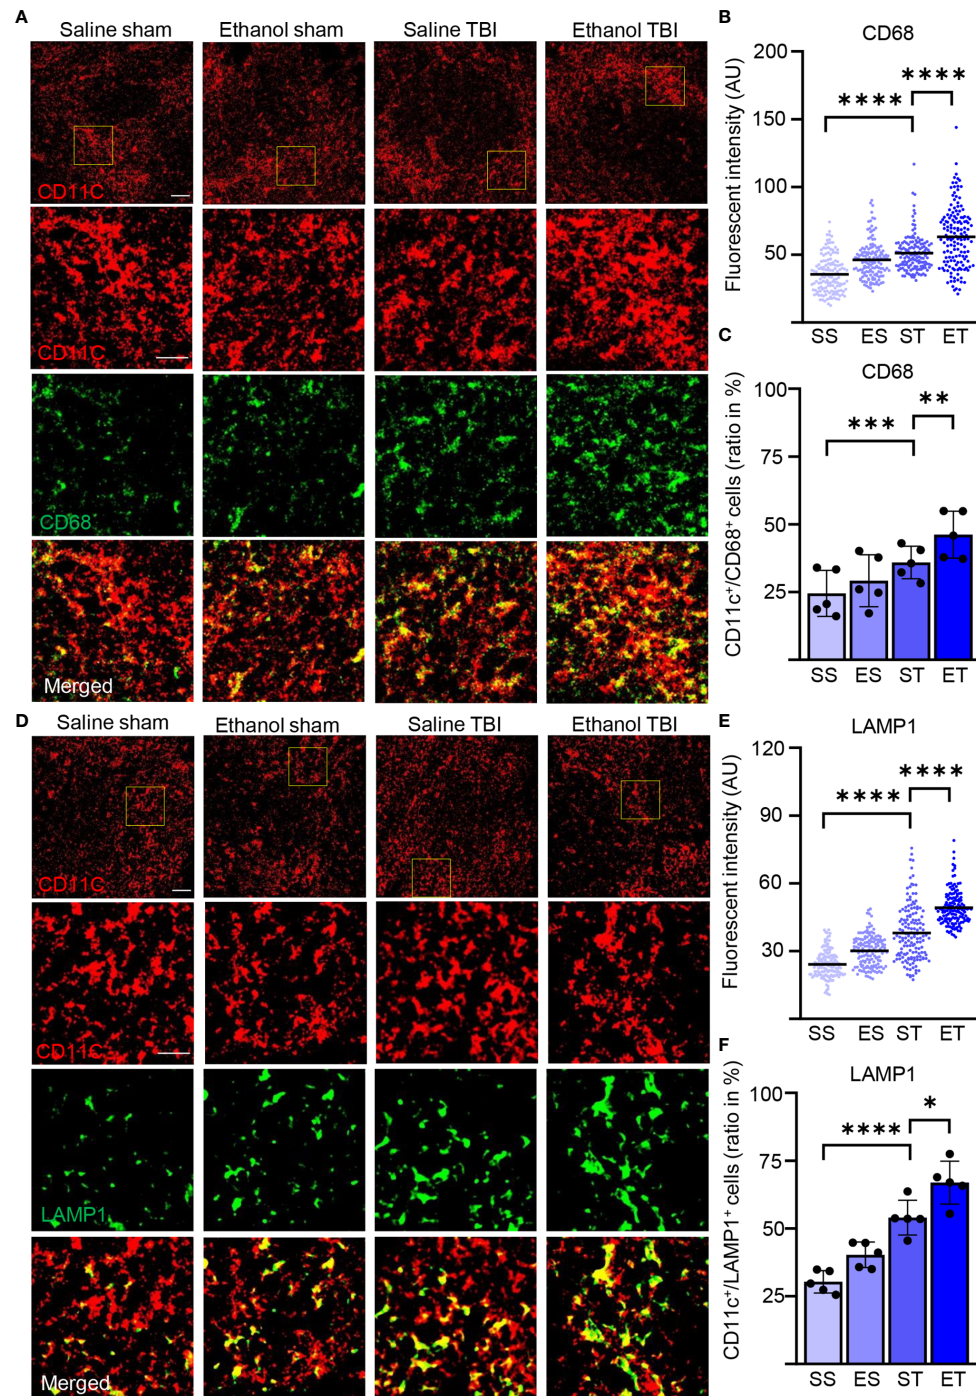 A
Saline sham
Ethanol sham
Saline TBI
Ethanol TBI
CD11C
CD11C
CD68
Merged
B
CD68
Fluorescent intensity (AU)
200
150
100
50
****
****
SS ES ST ET
C
CD68
CD11c⁺/CD68⁺ cells (ratio in %)
100
75
50
25
***
**
SS ES ST ET
D
Saline sham
Ethanol sham
Saline TBI
Ethanol TBI
CD11C
CD11C
LAMP1
Merged
E
LAMP1
Fluorescent intensity (AU)
120
90
60
30
****
****
SS ES ST ET
F
LAMP1
CD11c⁺/LAMP1⁺ cells (ratio in %)
100
75
50
25
****
*
SS ES ST ET